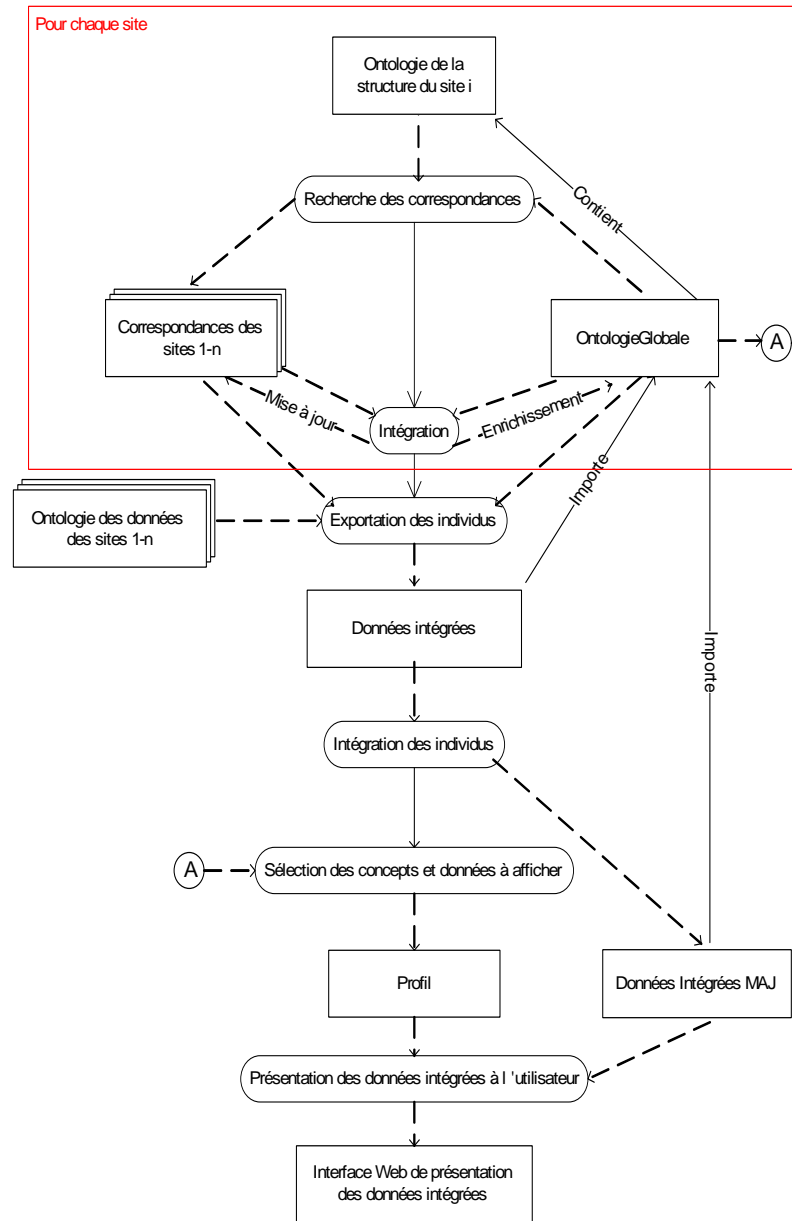 Pour chaque site
Ontologie de la
structure du site i
Recherche des correspondances
Contient
Correspondances des
sites 1-n
OntologieGlobale
A
Mise à jour
Enrichissement
Intégration
Ontologie des données
des sites 1-n
Exportation des individus
Importe
Données intégrées
Importe
Intégration des individus
A
Sélection des concepts et données à afficher
Profil
Données Intégrées MAJ
Présentation des données intégrées à l 'utilisateur
Interface Web de présentation
des données intégrées